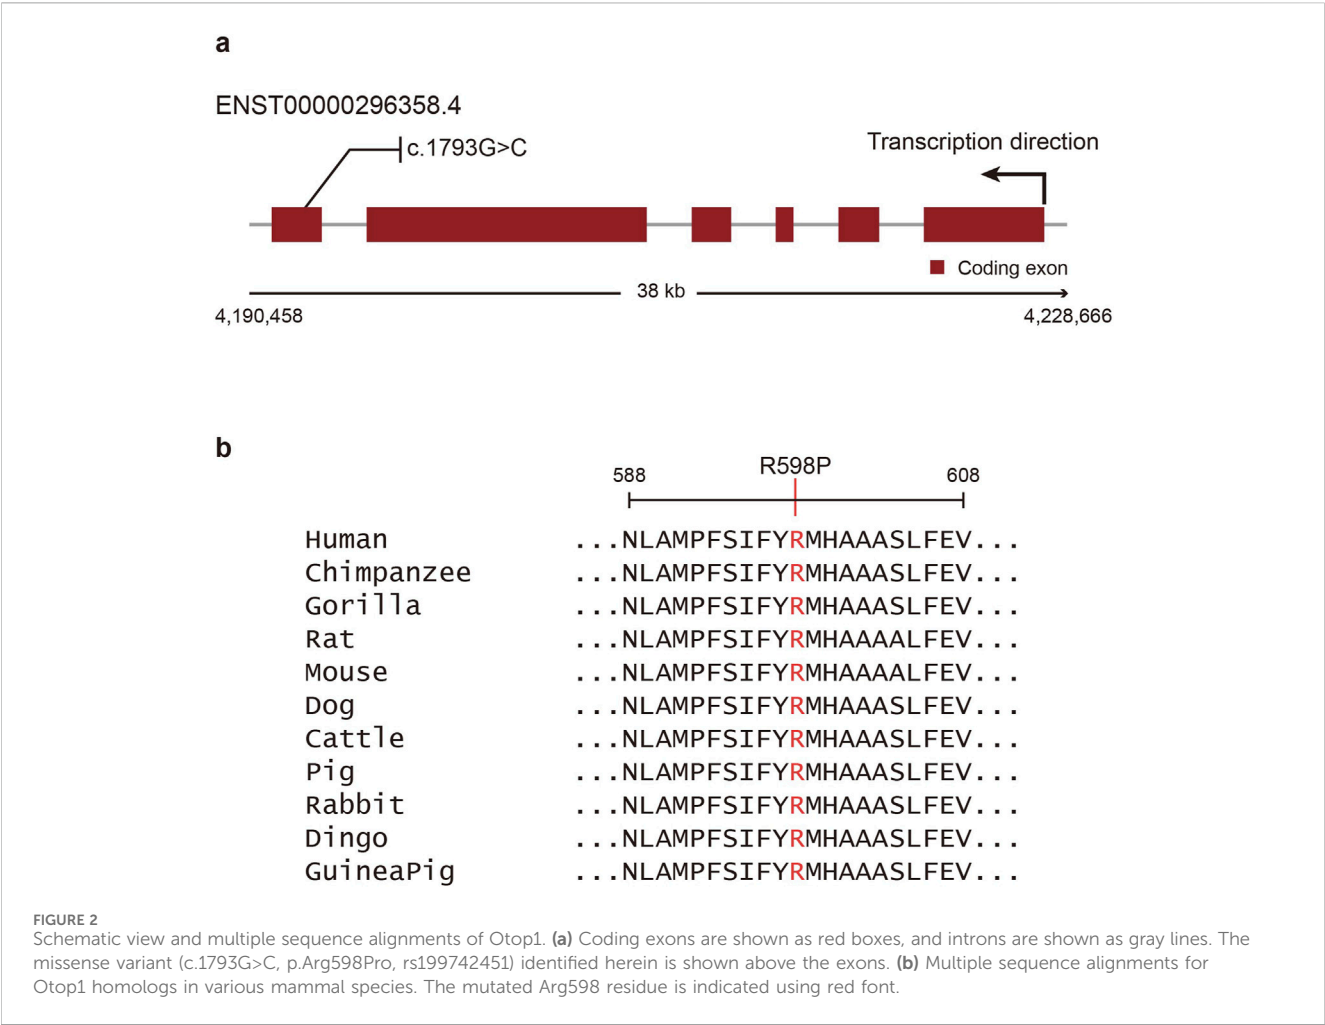 a
ENST00000296358.4
c.1793G>C
Transcription direction
Coding exon
38 kb
4,190,458
4,228,666
b
R598P
588
608
Human ...NLAMPFSIFYRMHAAASLFEV...
Chimpanzee ...NLAMPFSIFYRMHAAASLFEV...
Gorilla ...NLAMPFSIFYRMHAAASLFEV...
Rat ...NLAMPFSIFYRMHAAAALFEV...
Mouse ...NLAMPFSIFYRMHAAAALFEV...
Dog ...NLAMPFSIFYRMHAAASLFEV...
Cattle ...NLAMPFSIFYRMHAAASLFEV...
Pig ...NLAMPFSIFYRMHAAASLFEV...
Rabbit ...NLAMPFSIFYRMHAAASLFEV...
Dingo ...NLAMPFSIFYRMHAAASLFEV...
GuineaPig ...NLAMPFSIFYRMHAAASLFEV...
FIGURE 2
Schematic view and multiple sequence alignments of Otop1. (a) Coding exons are shown as red boxes, and introns are shown as gray lines. The
missense variant (c.1793G>C, p.Arg598Pro, rs199742451) identified herein is shown above the exons. (b) Multiple sequence alignments for
Otop1 homologs in various mammal species. The mutated Arg598 residue is indicated using red font.